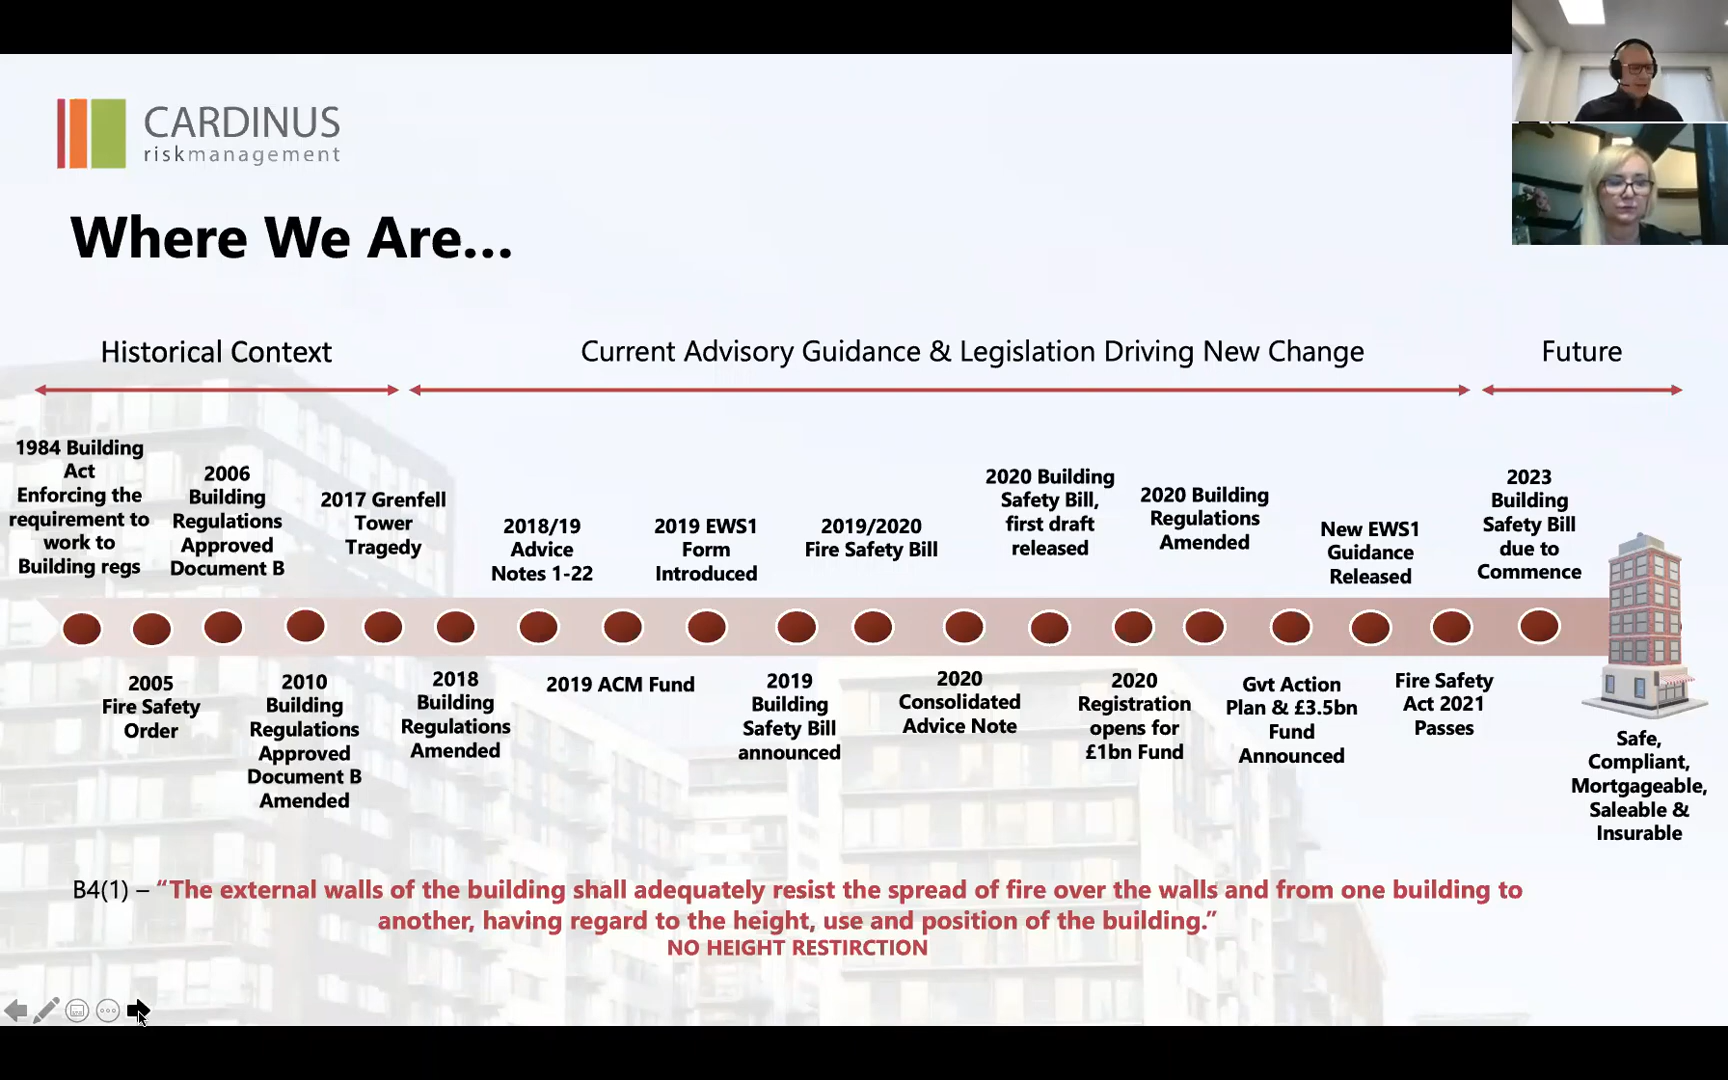 CARDINUS
riskmanagement
Where We Are...
Historical Context
Current Advisory Guidance & Legislation Driving New Change
Future
1984 Building
Act
Enforcing the
requirement to
work to
Building regs
2006
Building
Regulations
Approved
Document B
2017 Grenfell
Tower
Tragedy
2018/19
Advice
Notes 1-22
2019 EWS1
Form
Introduced
2019/2020
Fire Safety Bill
2020 Building
Safety Bill,
first draft
released
2020 Building
Regulations
Amended
New EWS1
Guidance
Released
2023
Building
Safety Bill
due to
Commence
2005
Fire Safety
Order
2010
Building
Regulations
Approved
Document B
Amended
2018
Building
Regulations
Amended
2019 ACM Fund
2019
Building
Safety Bill
announced
2020
Consolidated
Advice Note
2020
Registration
opens for
£1bn Fund
Gvt Action
Plan & £3.5bn
Fund
Announced
Fire Safety
Act 2021
Passes
Safe,
Compliant,
Mortgageable,
Saleable &
Insurable
B4(1) – “The external walls of the building shall adequately resist the spread of fire over the walls and from one building to
another, having regard to the height, use and position of the building.”
NO HEIGHT RESTIRCTION